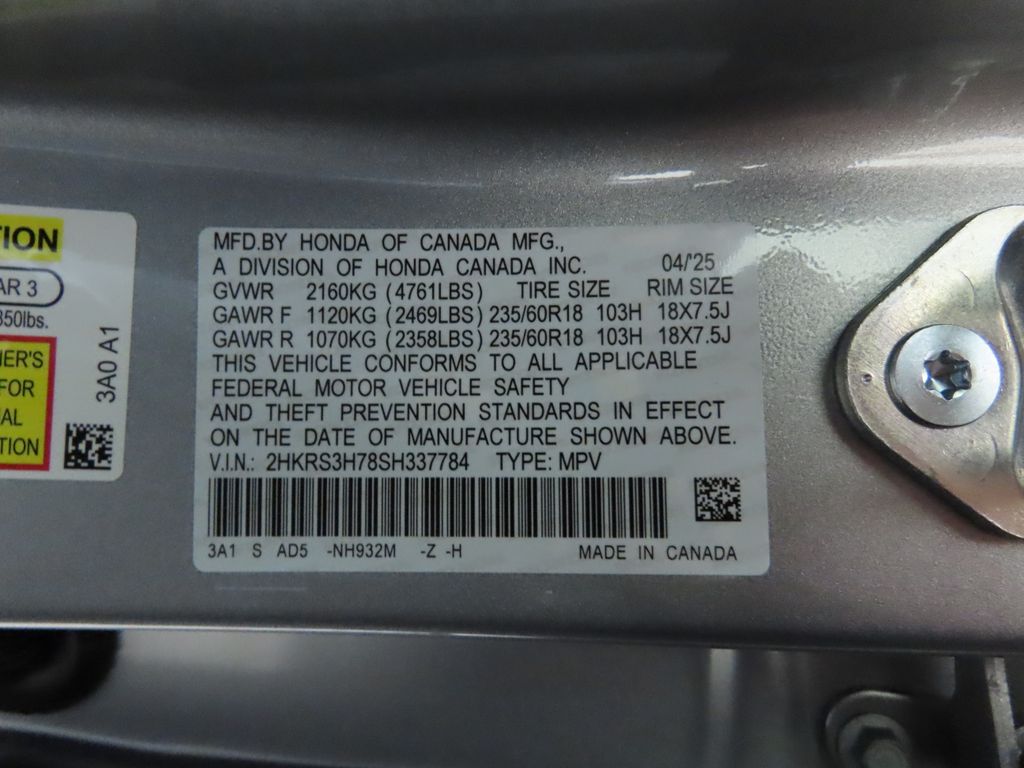 TION
AR 3
350lbs.
NER'S
FOR
AL
TION
3A0 A1
MFD.BY HONDA OF CANADA MFG.,
A DIVISION OF HONDA CANADA INC. 04/'25
GVWR 2160KG (4761LBS) TIRE SIZE RIM SIZE
GAWR F 1120KG (2469LBS) 235/60R18 103H 18X7.5J
GAWR R 1070KG (2358LBS) 235/60R18 103H 18X7.5J
THIS VEHICLE CONFORMS TO ALL APPLICABLE
FEDERAL MOTOR VEHICLE SAFETY
AND THEFT PREVENTION STANDARDS IN EFFECT
ON THE DATE OF MANUFACTURE SHOWN ABOVE.
V.I.N.: 2HKRS3H78SH337784 TYPE: MPV
3A1 S AD5 -NH932M -Z -H MADE IN CANADA